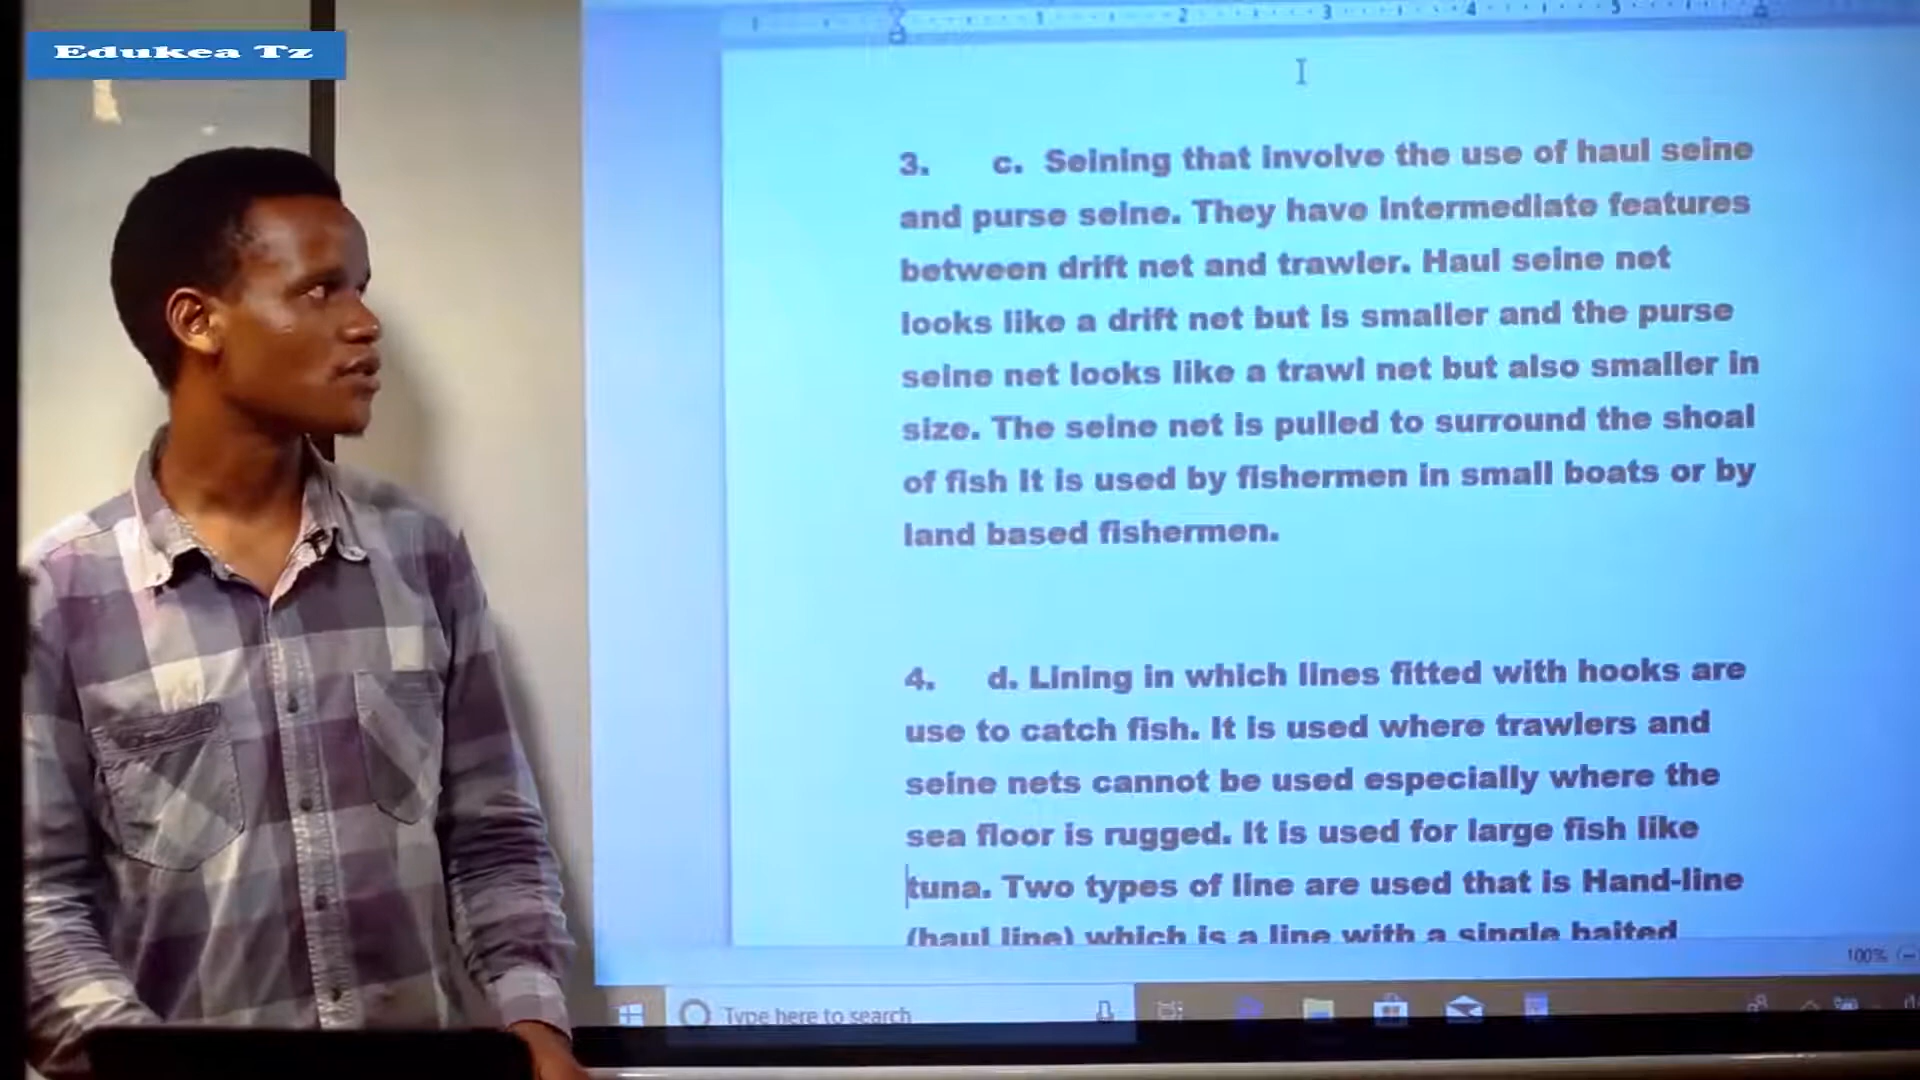 Edukea Tz
1 2 3 4 5
3. c. Seining that involve the use of haul seine
and purse seine. They have intermediate features
between drift net and trawler. Haul seine net
looks like a drift net but is smaller and the purse
seine net looks like a trawl net but also smaller in
size. The seine net is pulled to surround the shoal
of fish It is used by fishermen in small boats or by
land based fishermen.
4. d. Lining in which lines fitted with hooks are
use to catch fish. It is used where trawlers and
seine nets cannot be used especially where the
sea floor is rugged. It is used for large fish like
tuna. Two types of line are used that is Hand-line
(haul line) which is a line with a single baited
100%
Type here to search